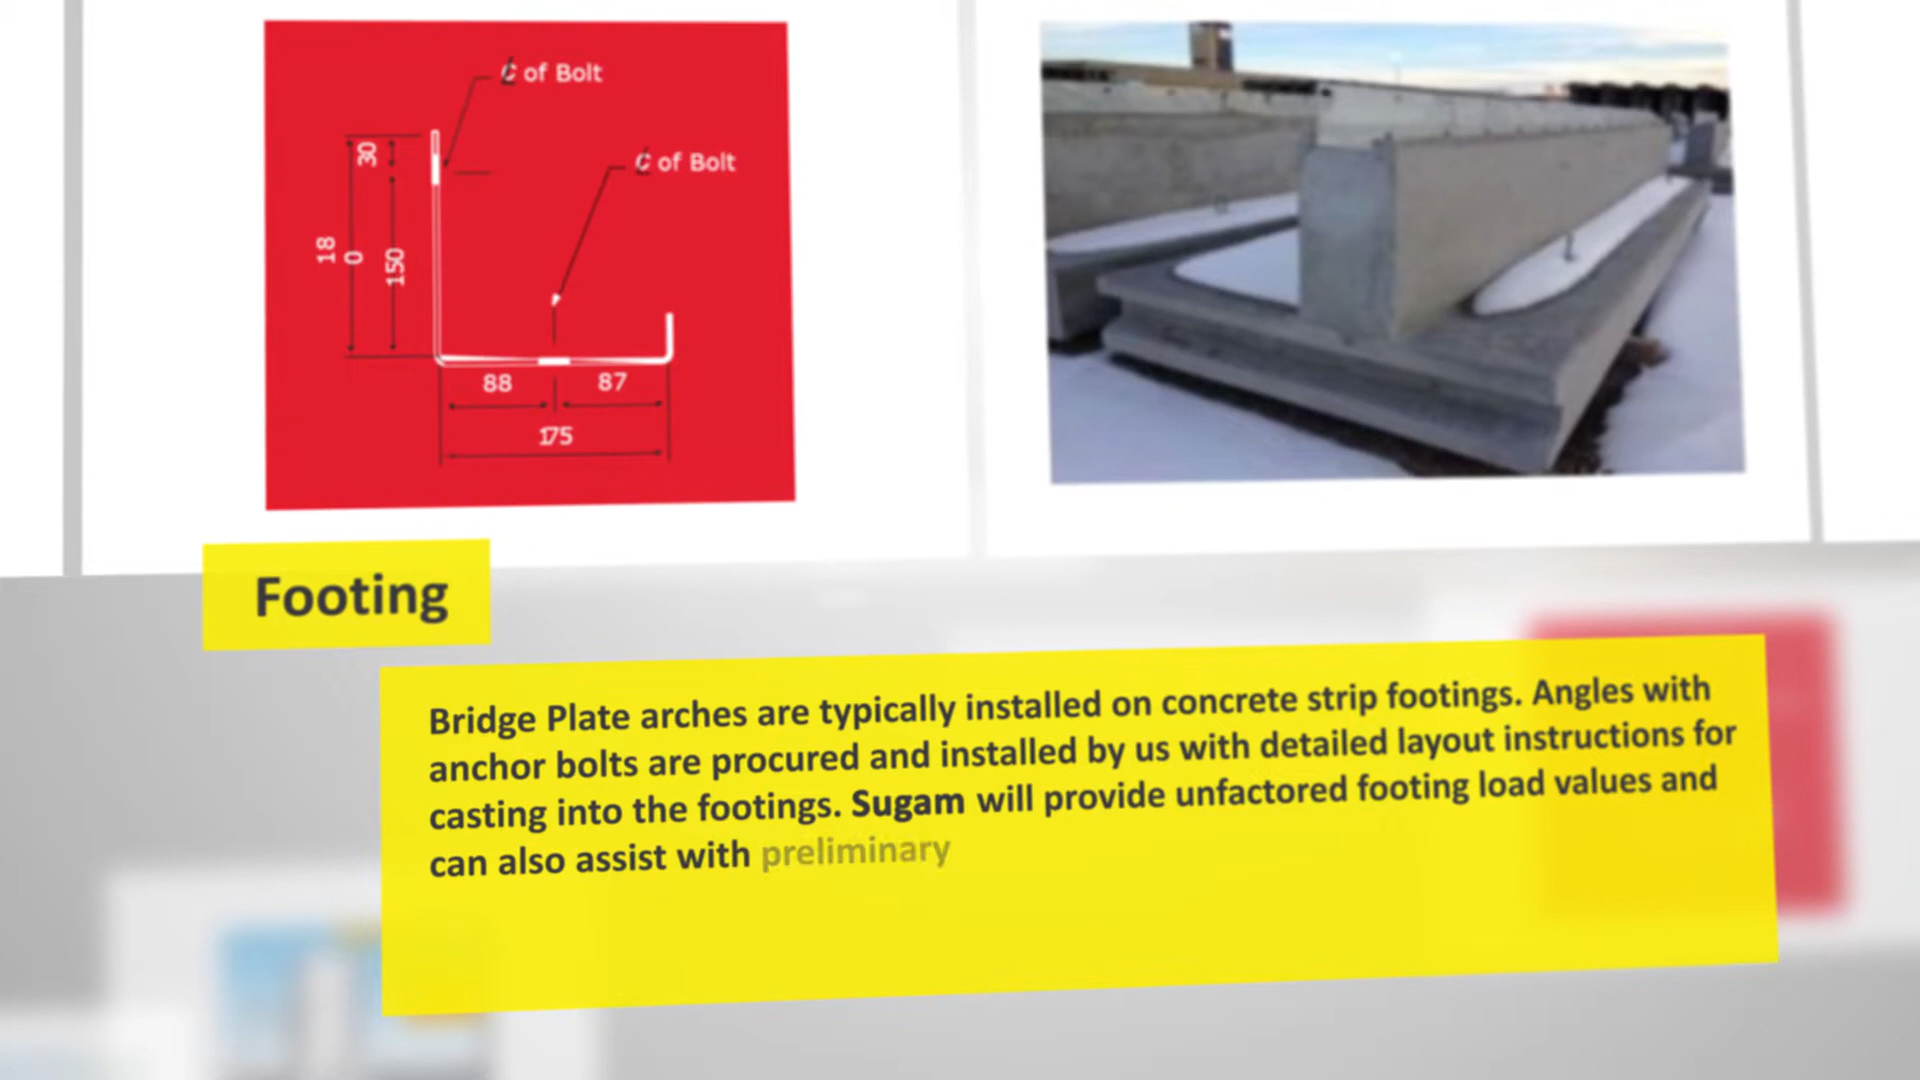 ₵ of Bolt
₵ of Bolt
30
18
0
150
88
87
175
Footing
Bridge Plate arches are typically installed on concrete strip footings. Angles with
anchor bolts are procured and installed by us with detailed layout instructions for
casting into the footings. Sugam will provide unfactored footing load values and
can also assist with preliminary